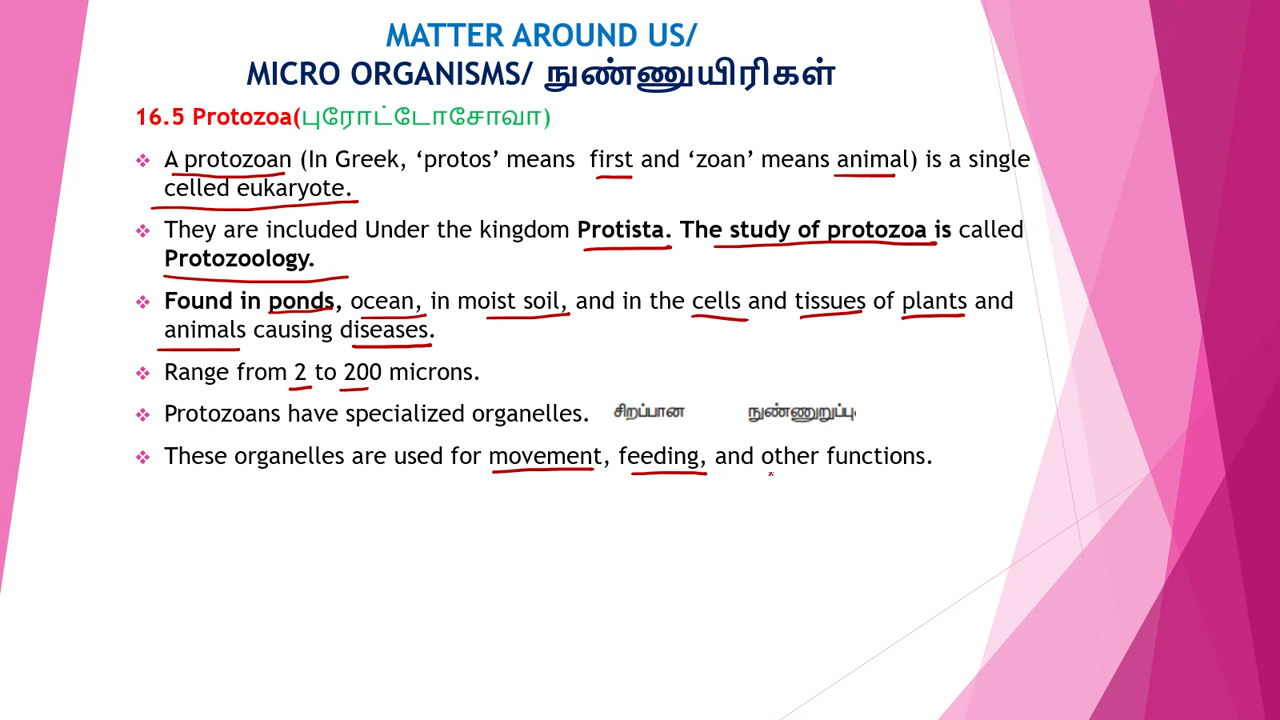 MATTER AROUND US/
MICRO ORGANISMS/ நுண்ணுயிரிகள்
16.5 Protozoa(புரோட்டோசோவா)
❖ A protozoan (In Greek, ‘protos’ means first and ‘zoan’ means animal) is a single
celled eukaryote.
❖ They are included Under the kingdom Protista. The study of protozoa is called
Protozoology.
❖ Found in ponds, ocean, in moist soil, and in the cells and tissues of plants and
animals causing diseases.
❖ Range from 2 to 200 microns.
❖ Protozoans have specialized organelles. சிறப்பான நுண்ணுறுப்பு
❖ These organelles are used for movement, feeding, and other functions.